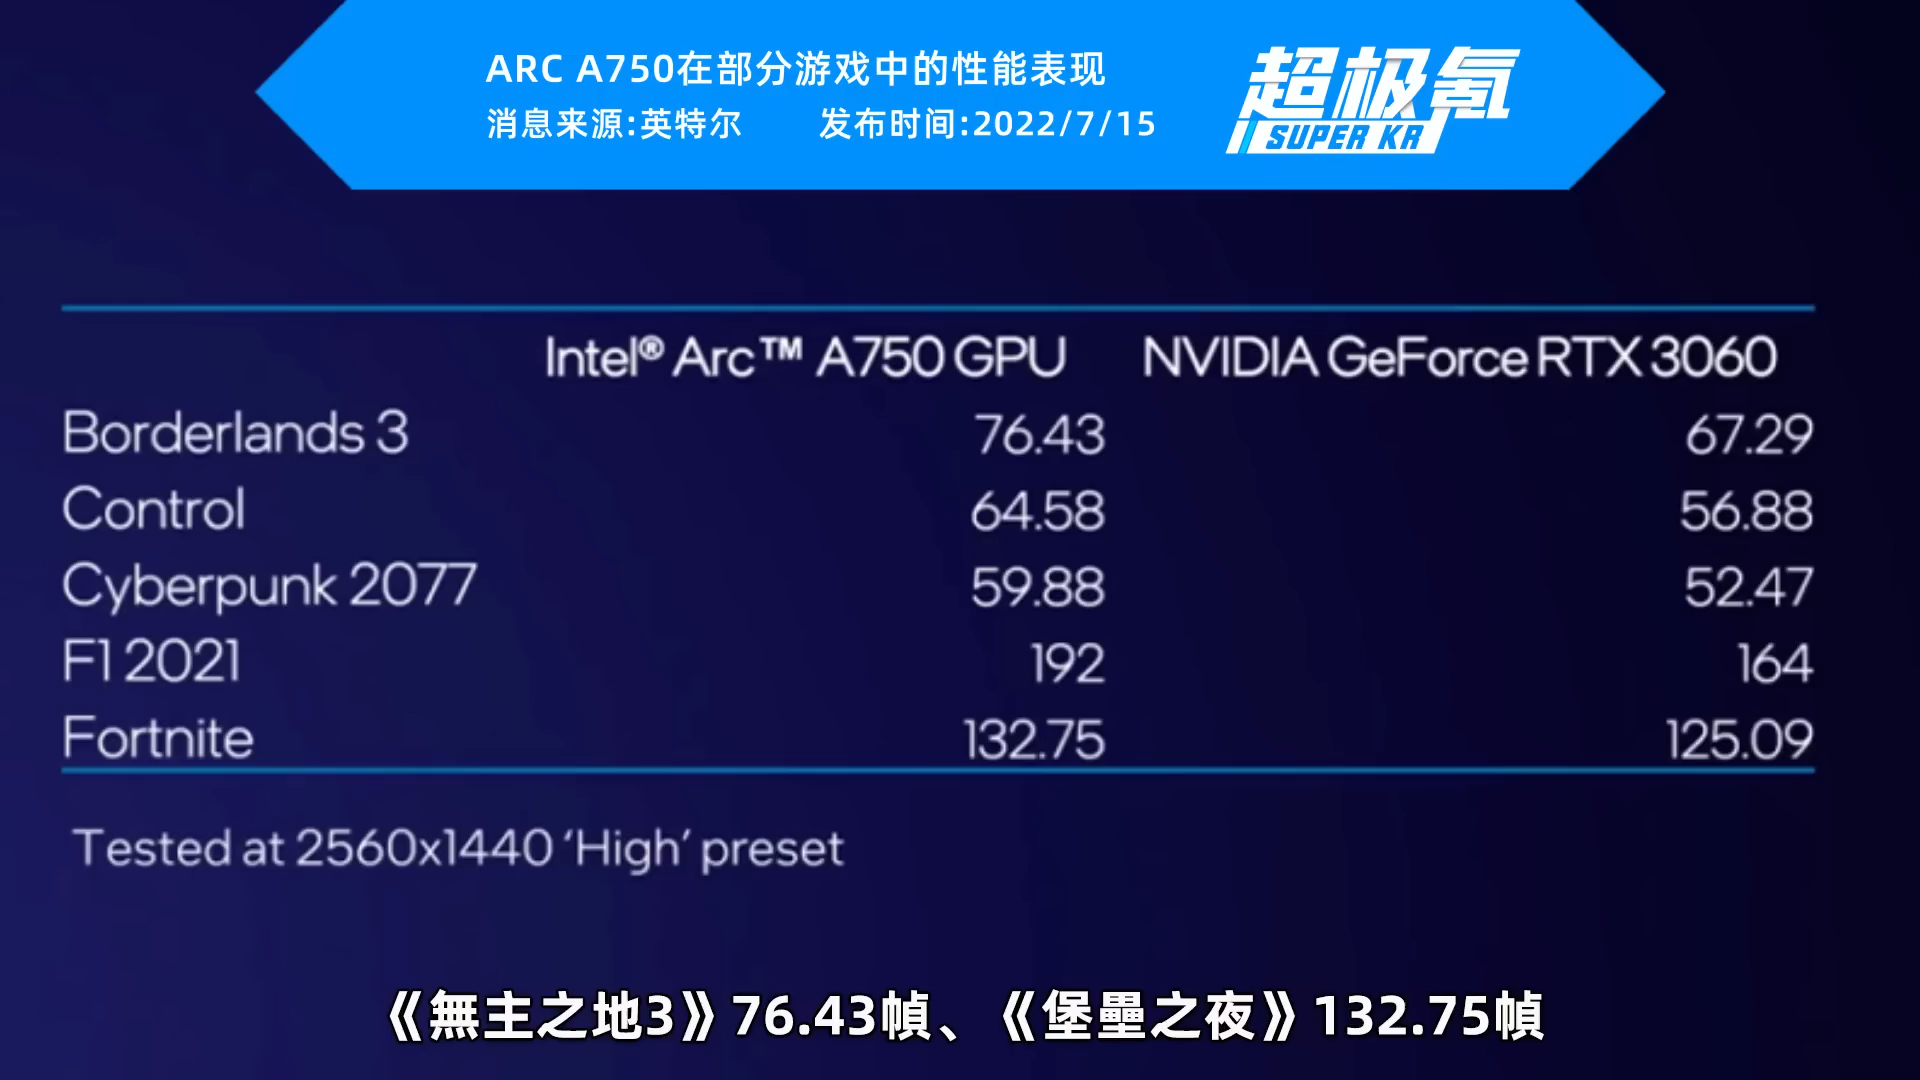 ARC A750在部分游戏中的性能表现
消息来源:英特尔 发布时间:2022/7/15
超极氪
SUPER KR
Intel® Arc™ A750 GPU NVIDIA GeForce RTX 3060
Borderlands 3 76.43 67.29
Control 64.58 56.88
Cyberpunk 2077 59.88 52.47
F1 2021 192 164
Fortnite 132.75 125.09
Tested at 2560x1440 ‘High’ preset
《無主之地3》76.43幀、《堡壘之夜》132.75幀